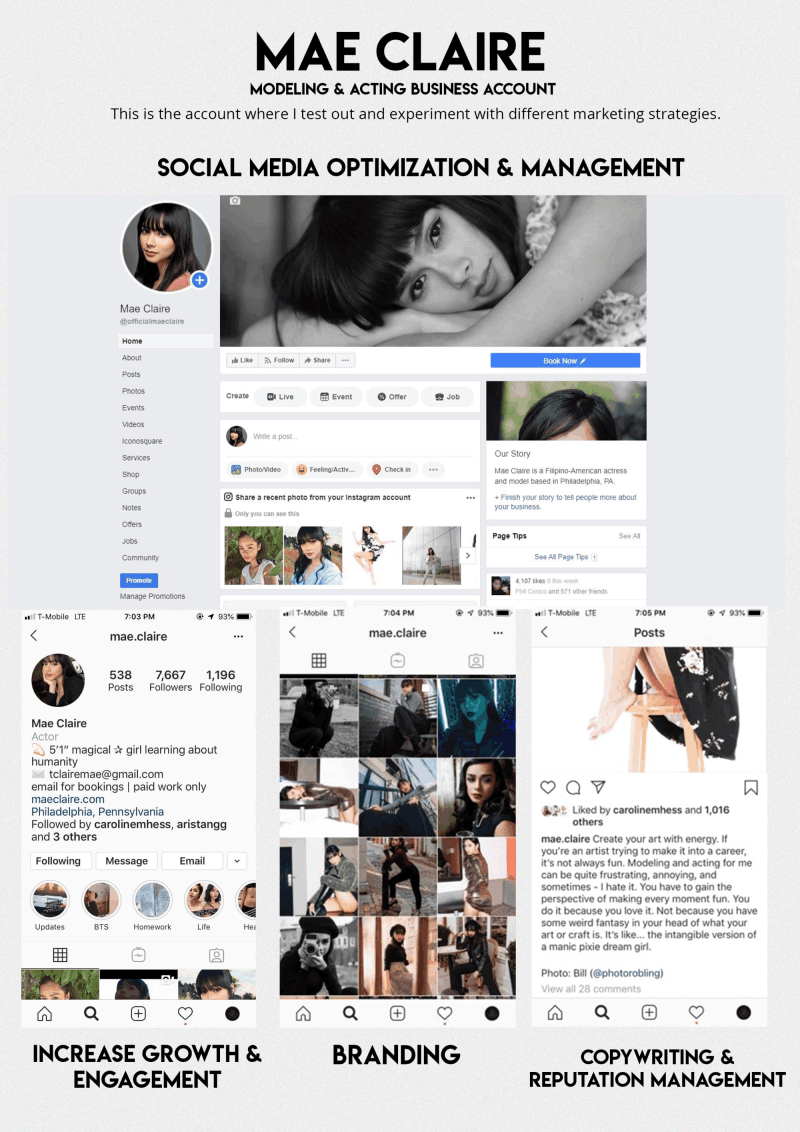 MAE CLAIRE
MODELING & ACTING BUSINESS ACCOUNT
This is the account where I test out and experiment with different marketing strategies.
SOCIAL MEDIA OPTIMIZATION & MANAGEMENT
Mae Claire
@officialmaeclaire
Home
About
Posts
Photos
Events
Videos
Iconosquare
Services
Shop
Groups
Notes
Offers
Jobs
Community
Promote
Manage Promotions
Like Follow Share ...
Book Now
Create Live Event Offer Job
Write a post...
Photo/Video Feeling/Activ... Check in ...
Share a recent photo from your Instagram account ...
Only you can see this
Our Story
Mae Claire is a Filipino-American actress
and model based in Philadelphia, PA.
+ Finish your story to tell people more about
your business.
Page Tips See All
See All Page Tips
4,107 likes 0 this week
Phil Cosico and 571 other friends
T-Mobile LTE 7:03 PM 93%
mae.claire ...
538 7,667 1,196
Posts Followers Following
Mae Claire
Actor
5'1" magical ✰ girl learning about
humanity
tclairemae@gmail.com
email for bookings | paid work only
maeclaire.com
Philadelphia, Pennsylvania
Followed by carolinemhess, aristangg
and 3 others
Following Message Email
Updates BTS Homework Life Hea
T-Mobile LTE 7:04 PM 93%
mae.claire ...
T-Mobile LTE 7:05 PM 93%
Posts
Liked by carolinemhess and 1,016
others
mae.claire Create your art with energy. If
you're an artist trying to make it into a career,
it's not always fun. Modeling and acting for me
can be quite frustrating, annoying, and
sometimes - I hate it. You have to gain the
perspective of making every moment fun. You
do it because you love it. Not because you have
some weird fantasy in your head of what your
art or craft is. It's like... the intangible version of
a manic pixie dream girl.
Photo: Bill (@photorobling)
View all 28 comments
INCREASE GROWTH &
ENGAGEMENT
BRANDING
COPYWRITING &
REPUTATION MANAGEMENT